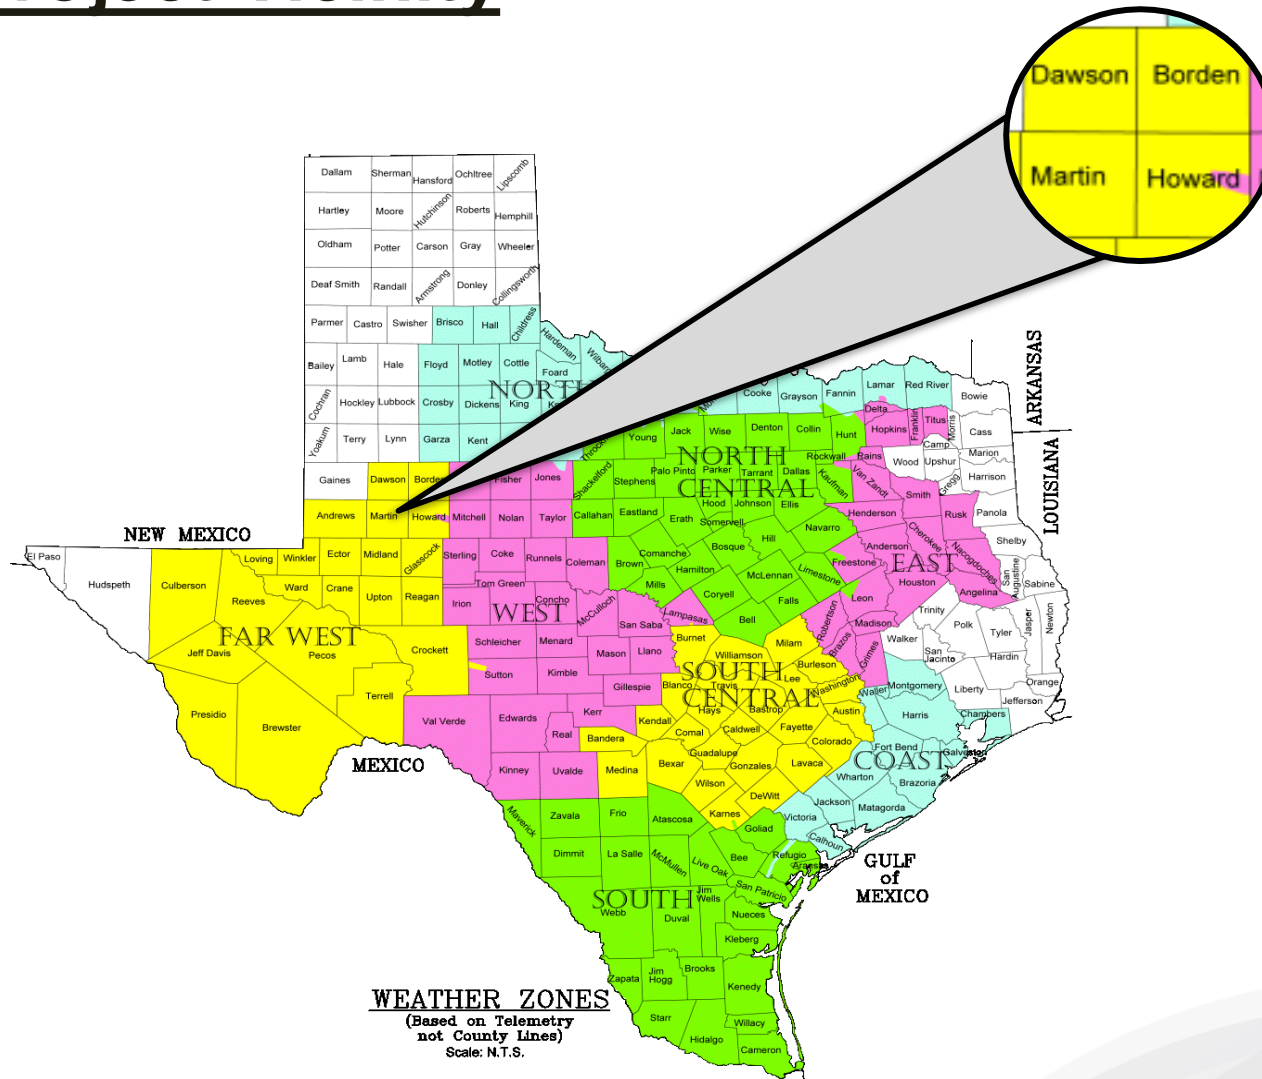 Dawson Borden
Martin Howard
Dallam Sherman Hansford Ochltree Lipscomb
Hartley Moore Hutchinson Roberts Hemphill
Oldham Potter Carson Gray Wheeler
Deaf Smith Randall Armstrong Donley Collingsworth
Parmer Castro Swisher Brisco Hall Childress Hardeman
Bailey Lamb Hale Floyd Motley Cottle Foard
NORTH
Cochran Hockley Lubbock Crosby Dickens King
Yoakum Terry Lynn Garza Kent
Cooke Grayson Fannin Lamar Red River Bowie
Delta Hopkins Franklin Titus Morris Cass
ARKANSAS
LOUISIANA
Young Jack Wise Denton Collin Hunt Rockwall Rains Camp
Wood Upshur Marion Gregg Harrison
NORTH
CENTRAL
Gaines Dawson Fisher Jones Shackelford Stephens Palo Pinto Parker Tarrant Dallas Kaufman Van Zandt Smith
Andrews Martin Howard Mitchell Nolan Taylor Callahan Eastland Erath Hood Somervell Johnson Ellis Navarro Henderson Rusk Panola
NEW MEXICO
El Paso Hudspeth Culberson Loving Winkler Ector Midland Glasscock Sterling Coke Runnels Coleman Brown Comanche Hamilton Bosque Hill Limestone Freestone Anderson Cherokee Nacogdoches Shelby
EAST
Reeves Ward Crane Upton Reagan Tom Green Irion Concho McCulloch Mills Coryell McLennan Falls Leon Houston Angelina San Augustine Sabine
WEST
FAR WEST
Jeff Davis Pecos Crockett Schleicher Menard San Saba Lampasas Bell Robertson Madison Trinity Polk Tyler Jasper Newton
Terrell Sutton Kimble Mason Llano Burnet Williamson Milam Brazos Grimes Walker San Jacinto Hardin
SOUTH
CENTRAL
Presidio Brewster Val Verde Edwards Kerr Gillespie Blanco Travis Lee Burleson Washington Waller Montgomery Liberty Orange Jefferson
Real Kendall Hays Bastrop Austin Harris Chambers
Bandera Comal Caldwell Fayette Colorado Fort Bend Galveston
COAST
MEXICO
Kinney Uvalde Medina Bexar Guadalupe Gonzales Lavaca Wharton Brazoria
Wilson DeWitt Jackson Matagorda
Maverick Zavala Frio Atascosa Karnes Goliad Victoria Calhoun
Dimmit La Salle McMullen Live Oak Bee Refugio Aransas
GULF
of
MEXICO
SOUTH
Webb Duval Jim Wells San Patricio Nueces
Kleberg
Zapata Jim Hogg Brooks Kenedy
Starr Willacy
Hidalgo Cameron
WEATHER ZONES
(Based on Telemetry
not County Lines)
Scale: N.T.S.